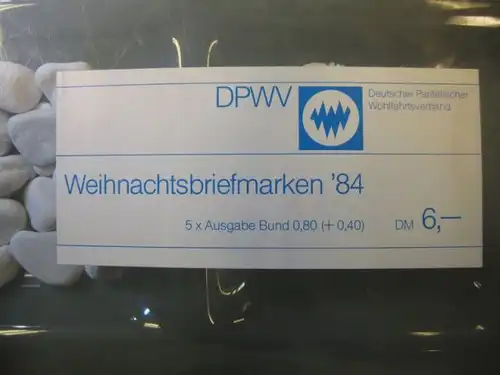 DPWV
Deutscher Paritätischer
Wohlfahrtsverband
Weihnachtsbriefmarken '84
5 x Ausgabe Bund 0,80 (+ 0,40)
DM 6,—